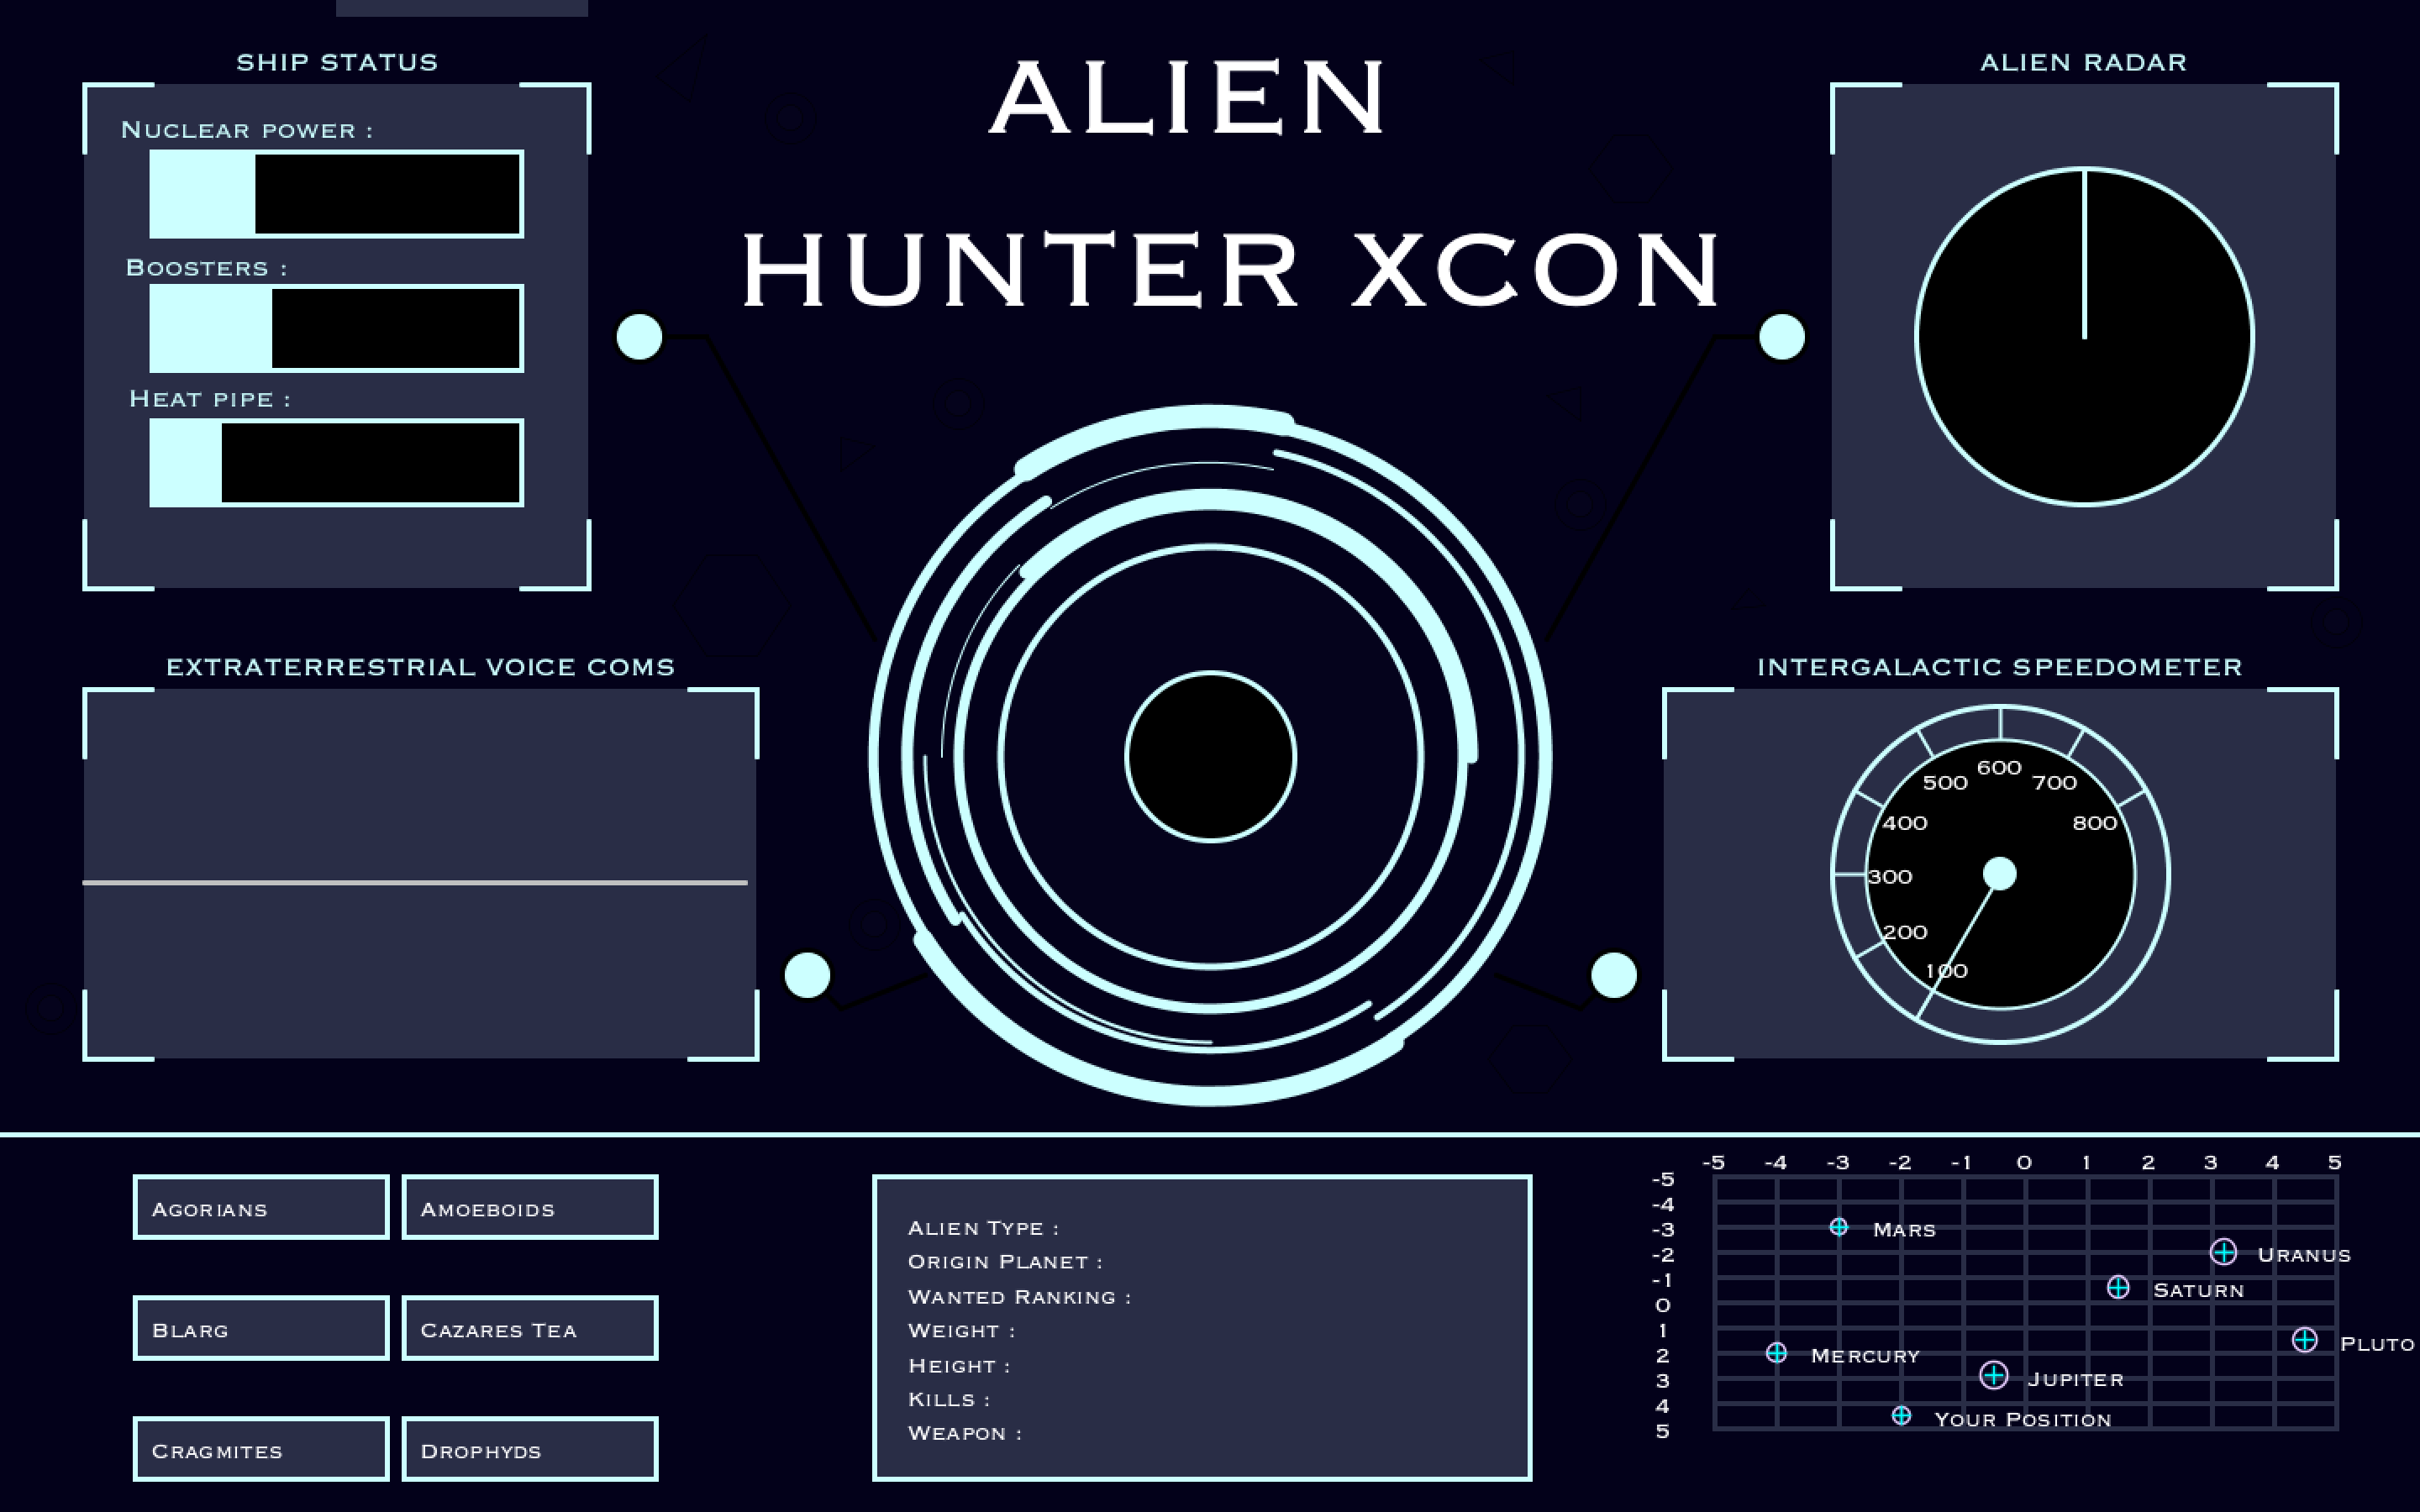 SHIP STATUS
ALIEN
HUNTER XCON
ALIEN RADAR
Nuclear power :
Boosters :
Heat pipe :
EXTRATERRESTRIAL VOICE COMS
INTERGALACTIC SPEEDOMETER
600
500
700
400
800
300
200
100
Agorians
Amoeboids
Blarg
Cazares Tea
Cragmites
Drophyds
Alien Type :
Origin Planet :
Wanted Ranking :
Weight :
Height :
Kills :
Weapon :
-5 -4 -3 -2 -1 0 1 2 3 4 5
-5
-4
-3
-2
-1
0
1
2
3
4
5
Mars
Uranus
Saturn
Pluto
Mercury
Jupiter
Your Position